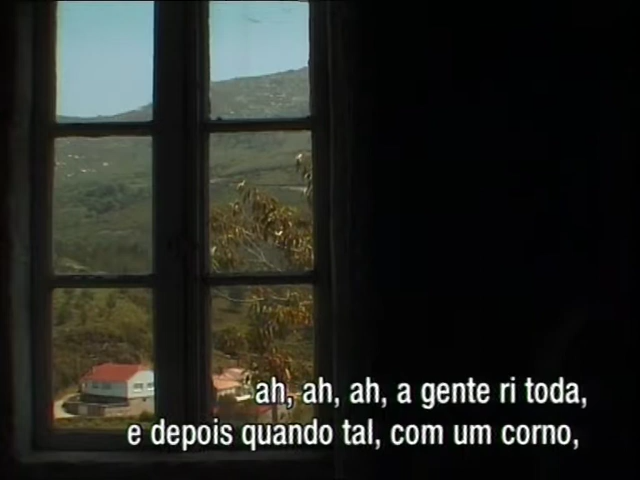 ah, ah, ah, a gente ri toda,
e depois quando tal, com um corno,